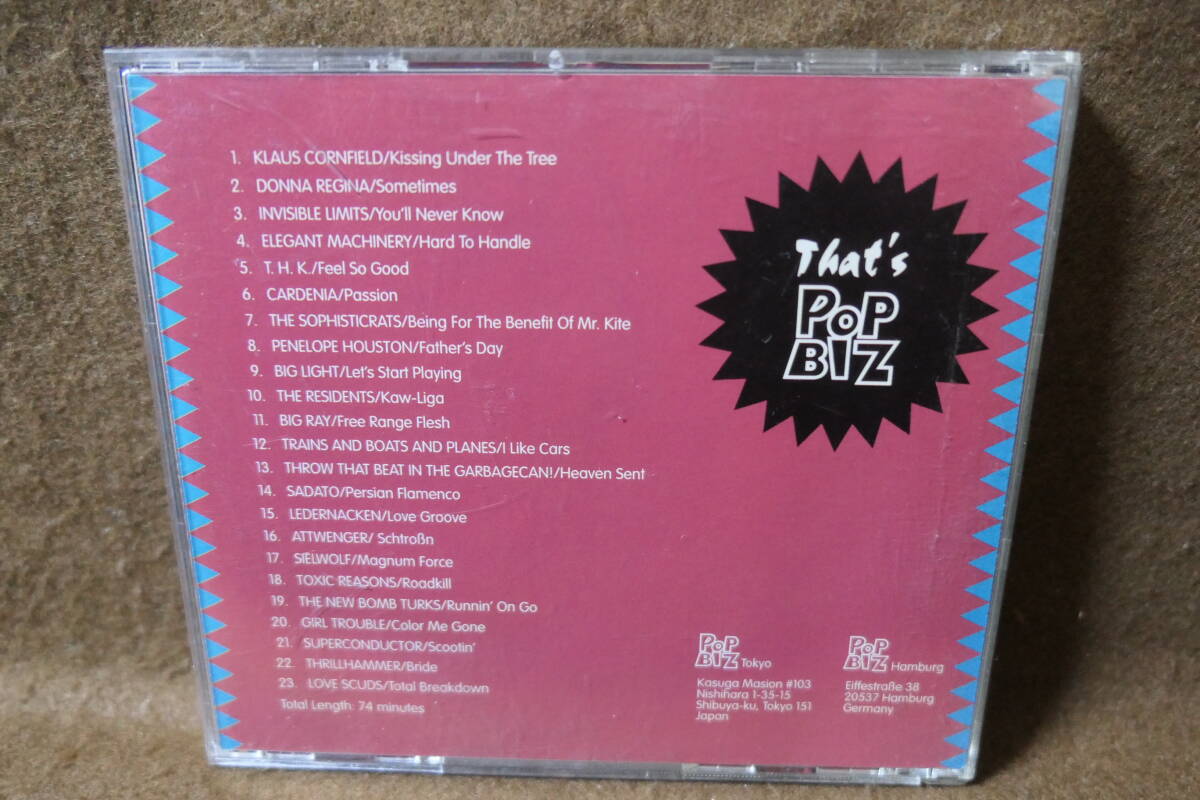 1. KLAUS CORNFIELD/Kissing Under The Tree
2. DONNA REGINA/Sometimes
3. INVISIBLE LIMITS/You'll Never Know
4. ELEGANT MACHINERY/Hard To Handle
5. T. H. K./Feel So Good
6. CARDENIA/Passion
7. THE SOPHISTICRATS/Being For The Benefit Of Mr. Kite
8. PENELOPE HOUSTON/Father's Day
9. BIG LIGHT/Let's Start Playing
10. THE RESIDENTS/Kaw-Liga
11. BIG RAY/Free Range Flesh
12. TRAINS AND BOATS AND PLANES/I Like Cars
13. THROW THAT BEAT IN THE GARBAGECAN!/Heaven Sent
14. SADATO/Persian Flamenco
15. LEDERNACKEN/Love Groove
16. ATTWENGER/ Schtroßn
17. SIELWOLF/Magnum Force
18. TOXIC REASONS/Roadkill
19. THE NEW BOMB TURKS/Runnin' On Go
20. GIRL TROUBLE/Color Me Gone
21. SUPERCONDUCTOR/Scootin'
22. THRILLHAMMER/Bride
23. LOVE SCUDS/Total Breakdown
Total Length: 74 minutes
That's
POP
BIZ
POP
BIZ Tokyo
Kasuga Masion #103
Nishihara 1-35-15
Shibuya-ku, Tokyo 151
Japan
POP
BIZ Hamburg
Eiffestraße 38
20537 Hamburg
Germany